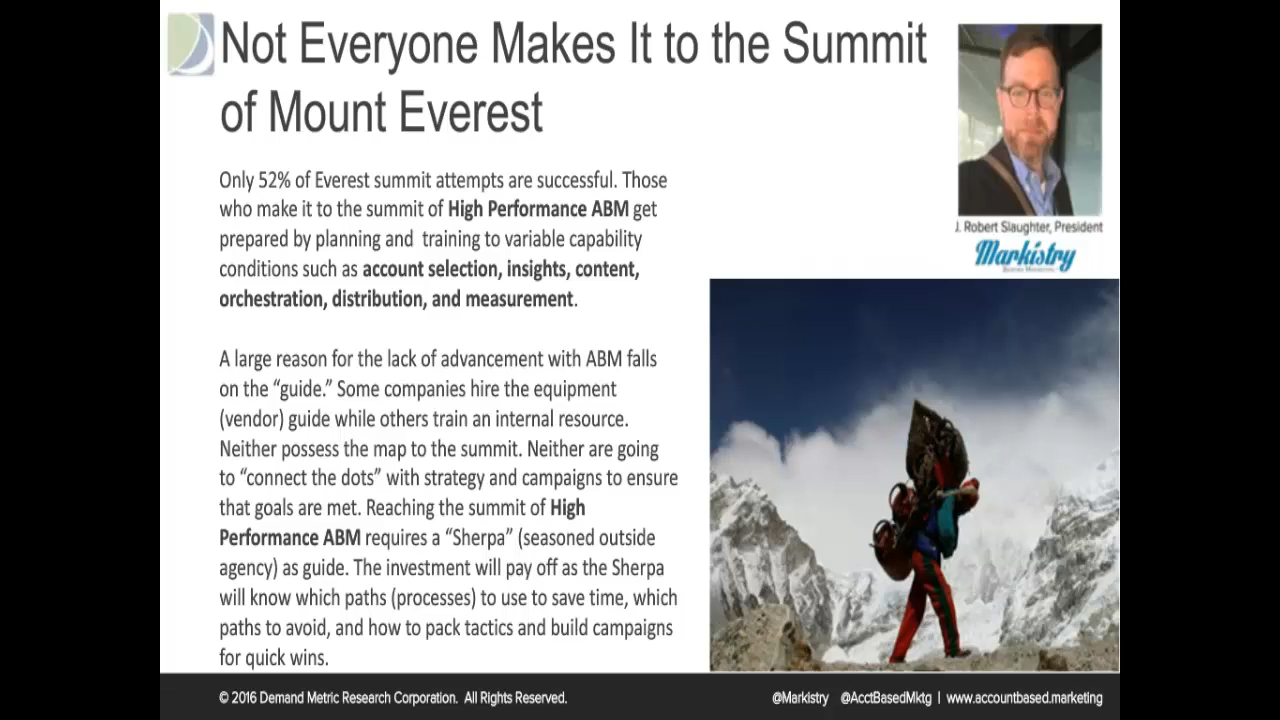 Not Everyone Makes It to the Summit
of Mount Everest
Only 52% of Everest summit attempts are successful. Those
who make it to the summit of High Performance ABM get
prepared by planning and training to variable capability
conditions such as account selection, insights, content,
orchestration, distribution, and measurement.
A large reason for the lack of advancement with ABM falls
on the “guide.” Some companies hire the equipment
(vendor) guide while others train an internal resource.
Neither possess the map to the summit. Neither are going
to “connect the dots” with strategy and campaigns to ensure
that goals are met. Reaching the summit of High
Performance ABM requires a “Sherpa” (seasoned outside
agency) as guide. The investment will pay off as the Sherpa
will know which paths (processes) to use to save time, which
paths to avoid, and how to pack tactics and build campaigns
for quick wins.
J. Robert Slaughter, President
Markistry
© 2016 Demand Metric Research Corporation. All Rights Reserved.
@Markistry @AcctBasedMktg | www.accountbased.marketing